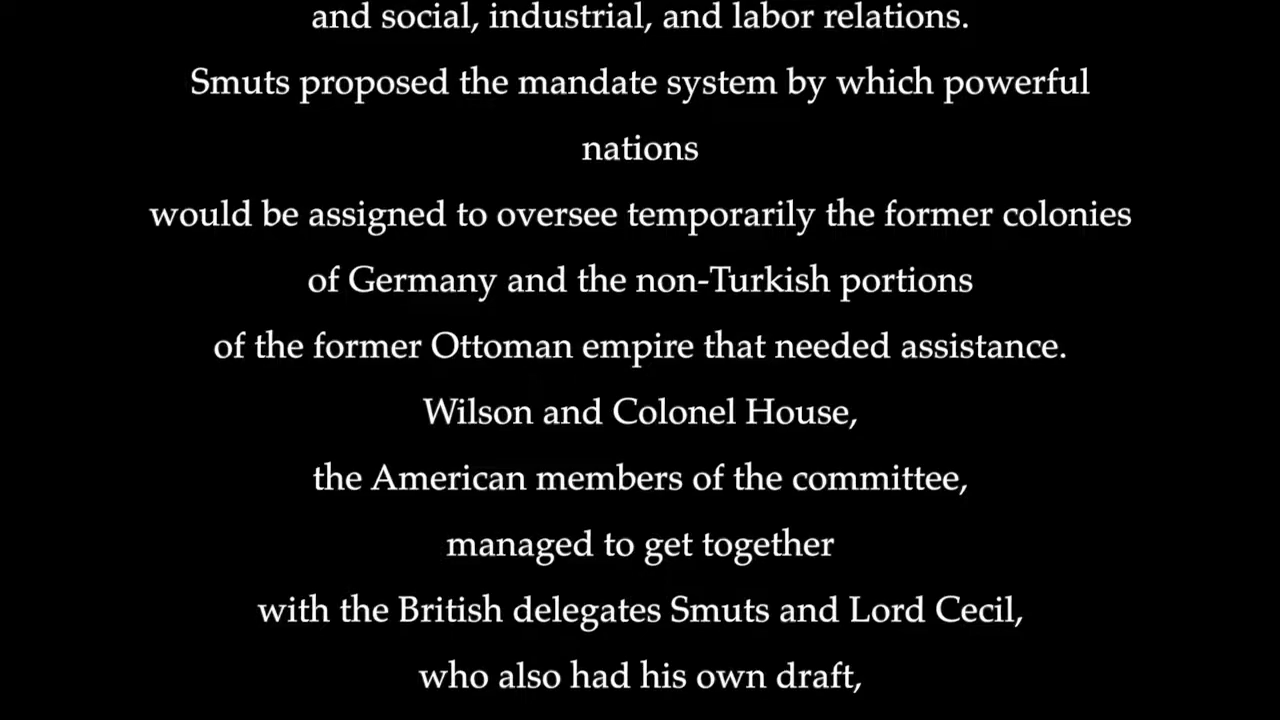 and social, industrial, and labor relations.
Smuts proposed the mandate system by which powerful
nations
would be assigned to oversee temporarily the former colonies
of Germany and the non-Turkish portions
of the former Ottoman empire that needed assistance.
Wilson and Colonel House,
the American members of the committee,
managed to get together
with the British delegates Smuts and Lord Cecil,
who also had his own draft,